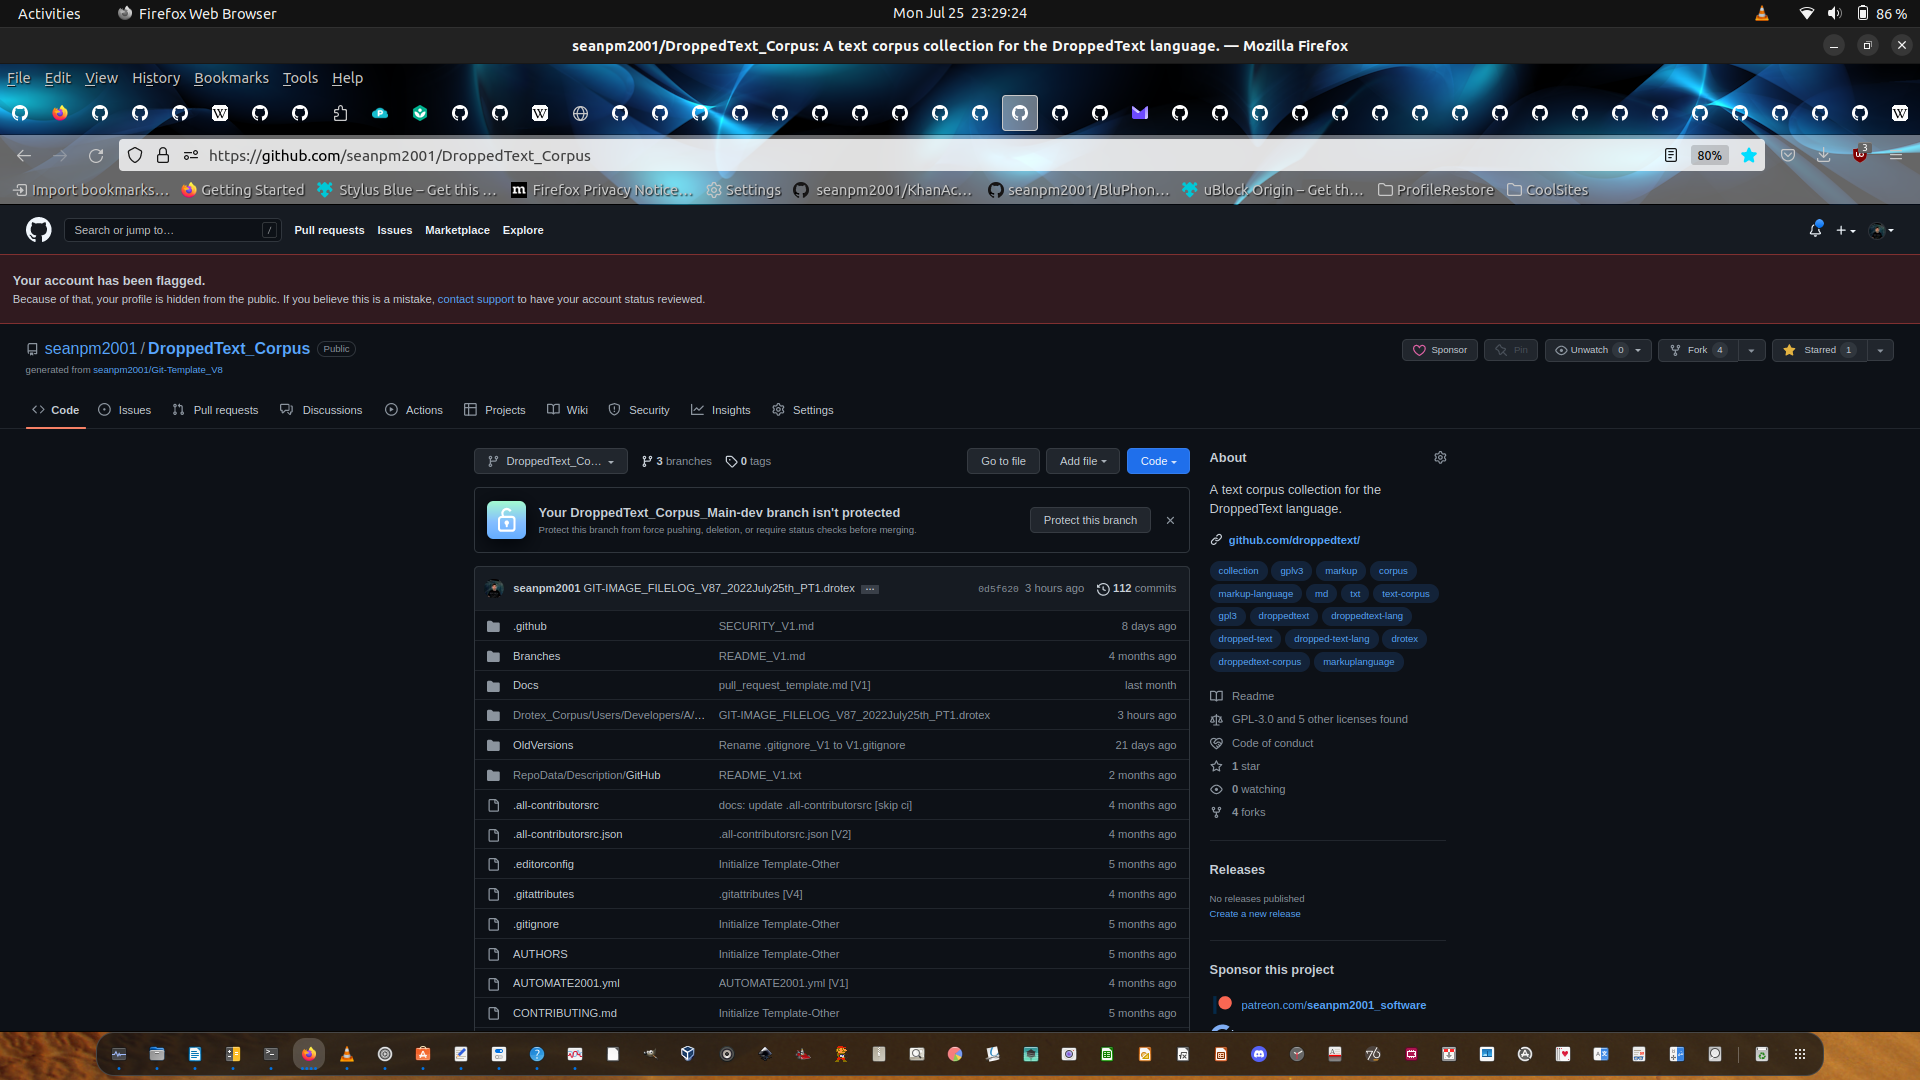 Activities
Firefox Web Browser
Mon Jul 25 23:29:24
86 %
seanpm2001/DroppedText_Corpus: A text corpus collection for the DroppedText language. — Mozilla Firefox
File Edit View History Bookmarks Tools Help
https://github.com/seanpm2001/DroppedText_Corpus
80%
3
Import bookmarks…
Getting Started
Stylus Blue – Get this …
Firefox Privacy Notice…
Settings
seanpm2001/KhanAc…
seanpm2001/BluPhon…
uBlock Origin – Get th…
ProfileRestore
CoolSites
Search or jump to…
/
Pull requests Issues Marketplace Explore
Your account has been flagged.
Because of that, your profile is hidden from the public. If you believe this is a mistake, contact support to have your account status reviewed.
seanpm2001 / DroppedText_Corpus Public
generated from seanpm2001/Git-Template_V8
Sponsor
Pin
Unwatch 0
Fork 4
Starred 1
Code
Issues
Pull requests
Discussions
Actions
Projects
Wiki
Security
Insights
Settings
DroppedText_Co…
3 branches
0 tags
Go to file
Add file
Code
Your DroppedText_Corpus_Main-dev branch isn't protected
Protect this branch from force pushing, deletion, or require status checks before merging.
Protect this branch
seanpm2001 GIT-IMAGE_FILELOG_V87_2022July25th_PT1.drotex … 0d5f620 3 hours ago 112 commits
.github SECURITY_V1.md 8 days ago
Branches README_V1.md 4 months ago
Docs pull_request_template.md [V1] last month
Drotex_Corpus/Users/Developers/A/… GIT-IMAGE_FILELOG_V87_2022July25th_PT1.drotex 3 hours ago
OldVersions Rename .gitignore_V1 to V1.gitignore 21 days ago
RepoData/Description/GitHub README_V1.txt 2 months ago
.all-contributorsrc docs: update .all-contributorsrc [skip ci] 4 months ago
.all-contributorsrc.json .all-contributorsrc.json [V2] 4 months ago
.editorconfig Initialize Template-Other 5 months ago
.gitattributes .gitattributes [V4] 4 months ago
.gitignore Initialize Template-Other 5 months ago
AUTHORS Initialize Template-Other 5 months ago
AUTOMATE2001.yml AUTOMATE2001.yml [V1] 4 months ago
CONTRIBUTING.md Initialize Template-Other 5 months ago
About
A text corpus collection for the
DroppedText language.
github.com/droppedtext/
collection gplv3 markup corpus
markup-language md txt text-corpus
gpl3 droppedtext droppedtext-lang
dropped-text dropped-text-lang drotex
droppedtext-corpus markuplanguage
Readme
GPL-3.0 and 5 other licenses found
Code of conduct
1 star
0 watching
4 forks
Releases
No releases published
Create a new release
Sponsor this project
patreon.com/seanpm2001_software